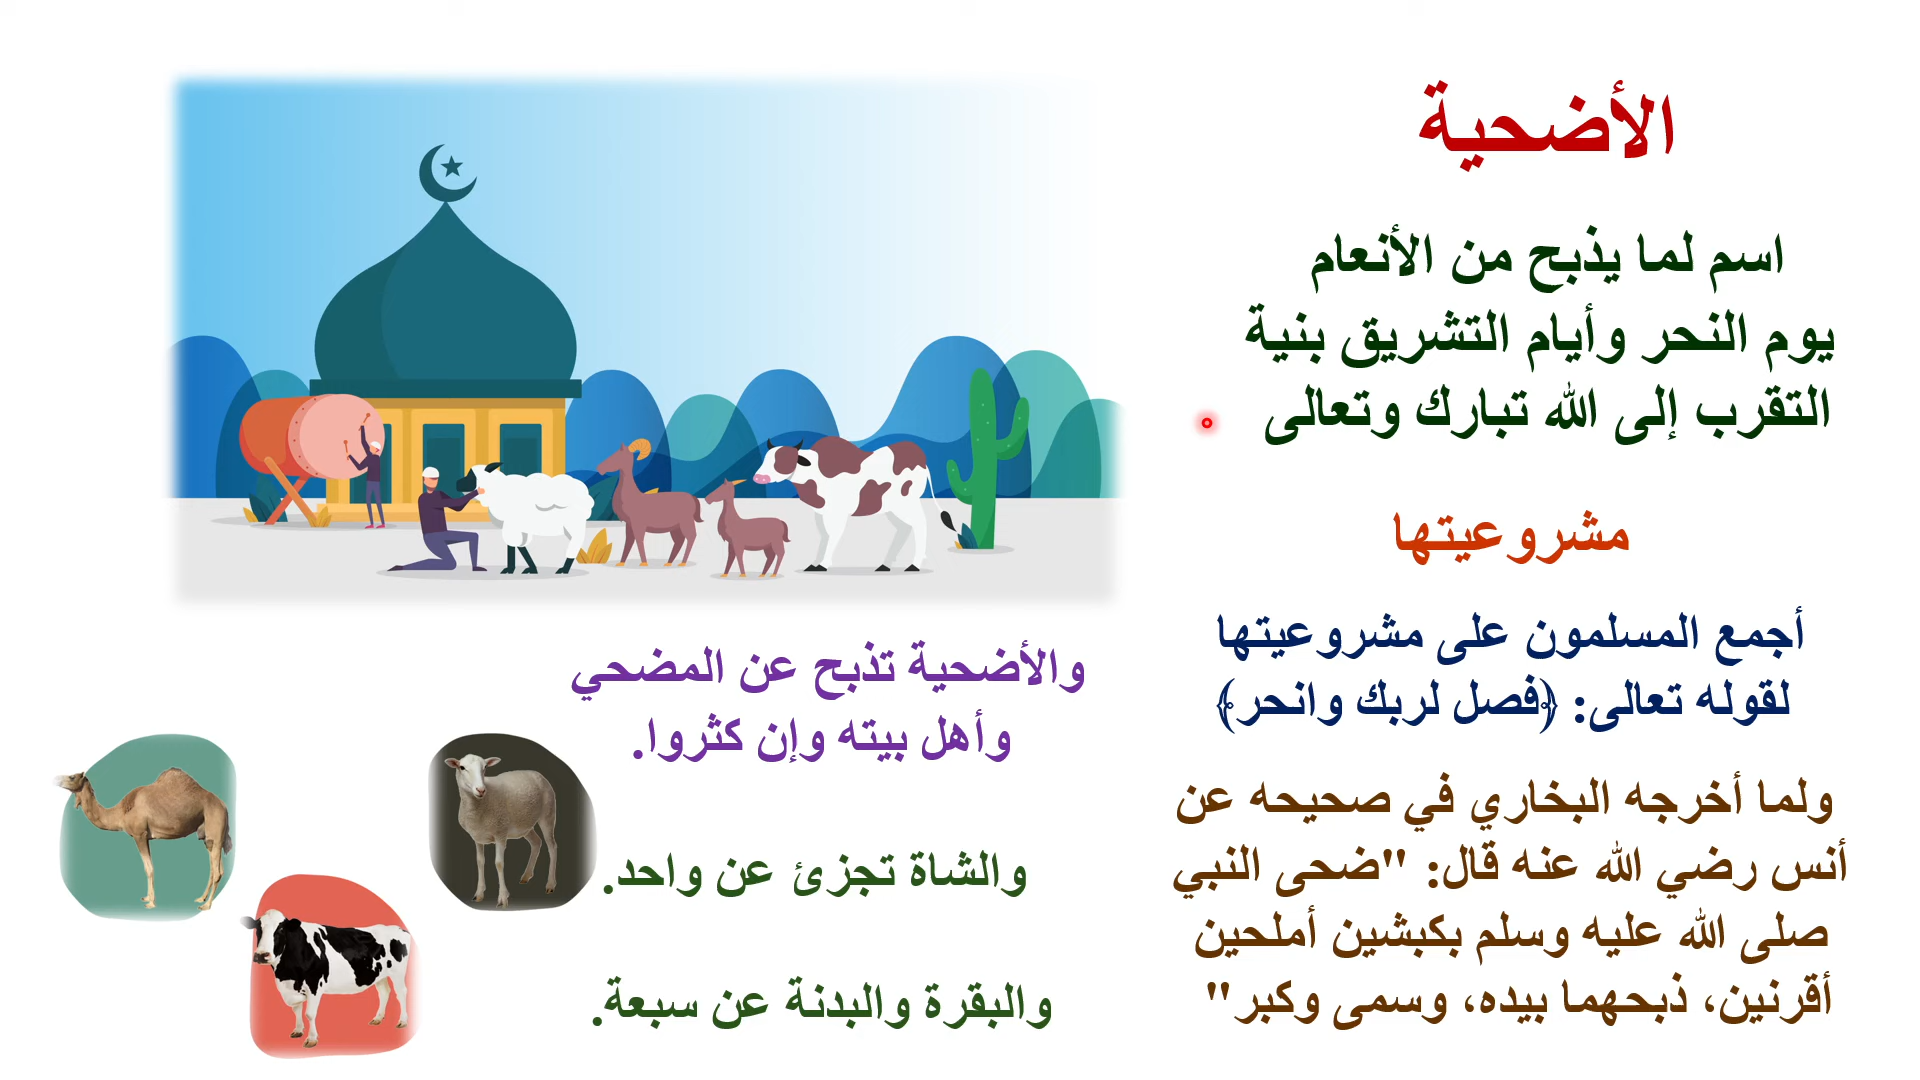 الأضحية
اسم لما يذبح من الأنعام
يوم النحر وأيام التشريق بنية
التقرب إلى الله تبارك وتعالى
مشروعيتها
أجمع المسلمون على مشروعيتها
لقوله تعالى: ﴿فصل لربك وانحر﴾
ولما أخرجه البخاري في صحيحه عن
أنس رضي الله عنه قال: "ضحى النبي
صلى الله عليه وسلم بكبشين أملحين
أقرنين، ذبحهما بيده، وسمى وكبر"
والأضحية تذبح عن المضحي
وأهل بيته وإن كثروا.
والشاة تجزئ عن واحد.
والبقرة والبدنة عن سبعة.